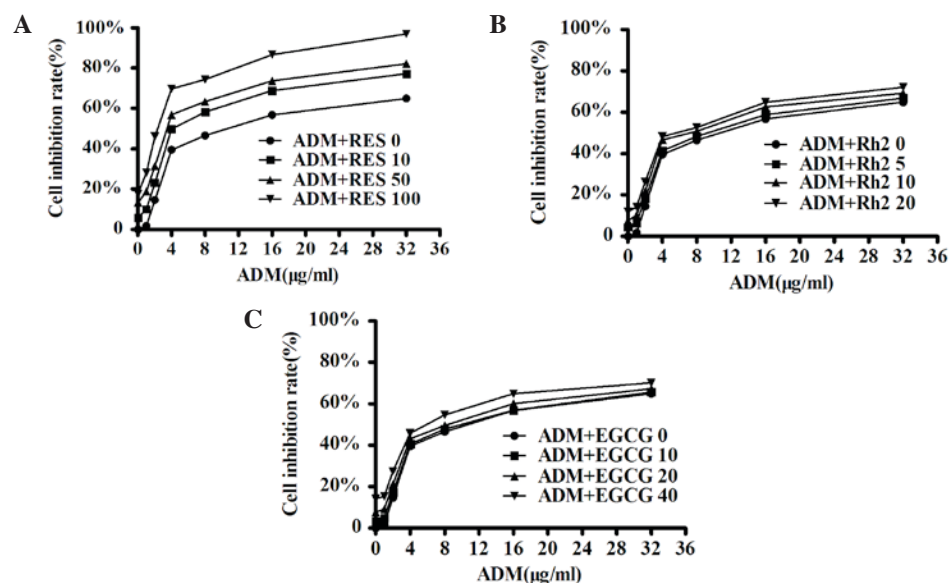 A
Cell inhibition rate(%)
100%
80%
60%
40%
20%
0
ADM+RES 0
ADM+RES 10
ADM+RES 50
ADM+RES 100
0 4 8 12 16 20 24 28 32 36
ADM(μg/ml)
B
Cell inhibition rate(%)
100%
80%
60%
40%
20%
0
ADM+Rh2 0
ADM+Rh2 5
ADM+Rh2 10
ADM+Rh2 20
0 4 8 12 16 20 24 28 32 36
ADM(μg/ml)
C
Cell inhibition rate(%)
100%
80%
60%
40%
20%
0
ADM+EGCG 0
ADM+EGCG 10
ADM+EGCG 20
ADM+EGCG 40
0 4 8 12 16 20 24 28 32 36
ADM(μg/ml)